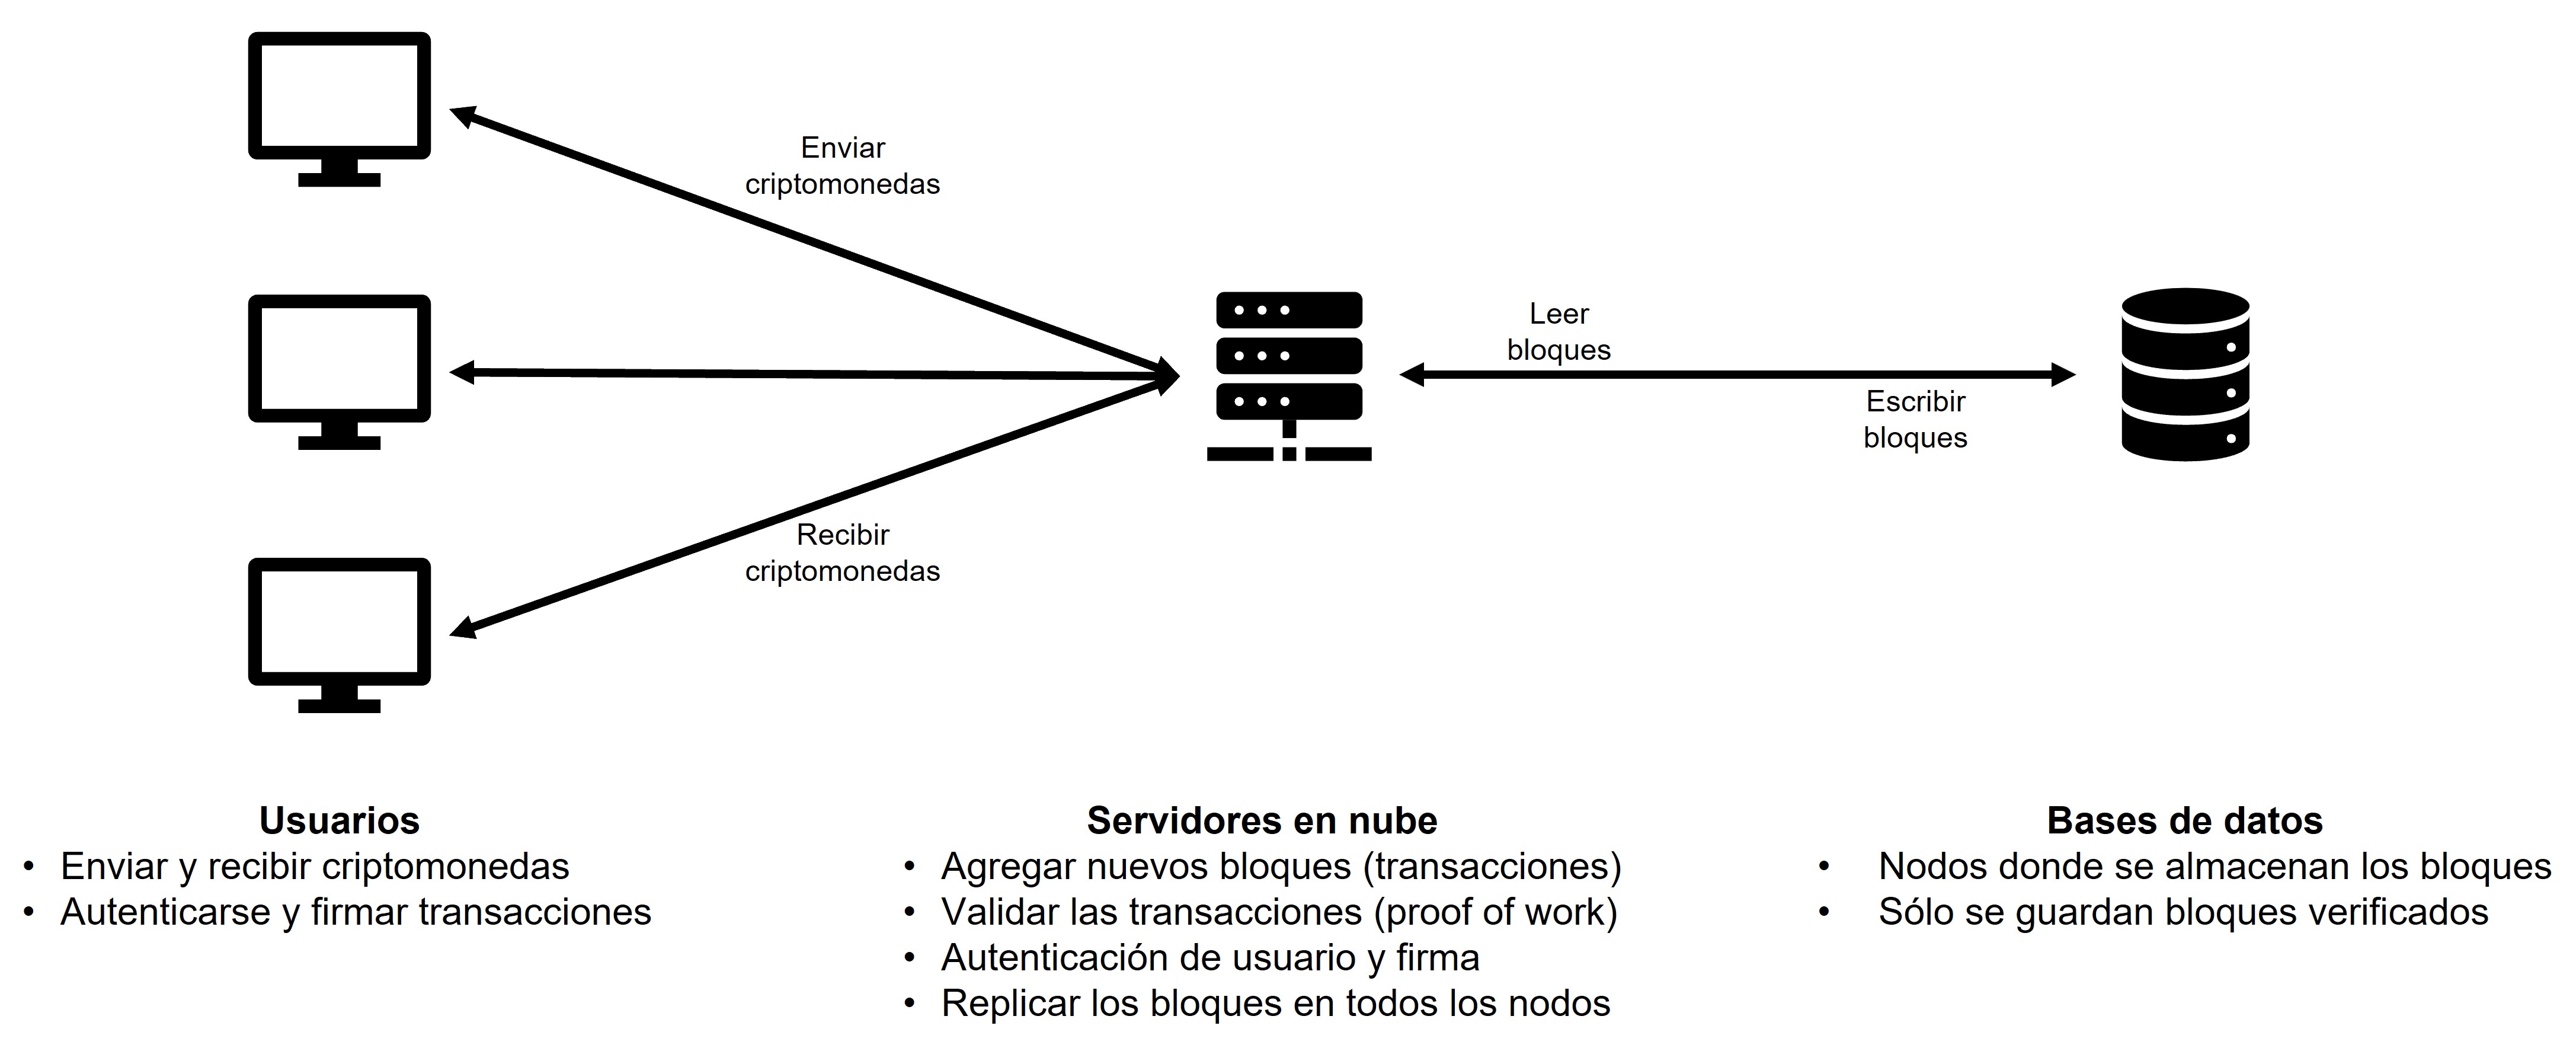 Enviar
criptomonedas
Leer
bloques
Escribir
bloques
Recibir
criptomonedas
Usuarios
• Enviar y recibir criptomonedas
• Autenticarse y firmar transacciones
Servidores en nube
• Agregar nuevos bloques (transacciones)
• Validar las transacciones (proof of work)
• Autenticación de usuario y firma
• Replicar los bloques en todos los nodos
Bases de datos
• Nodos donde se almacenan los bloques
• Sólo se guardan bloques verificados